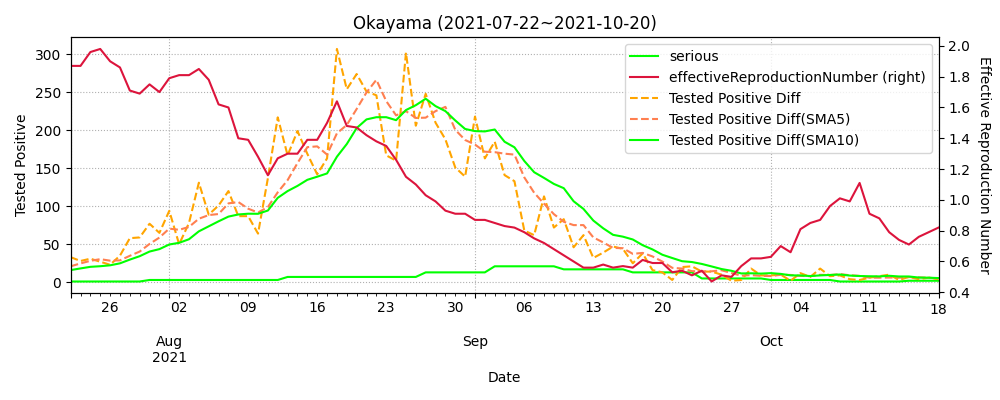 Okayama (2021-07-22~2021-10-20)
Tested Positive
300
250
200
150
100
50
0
2.0
1.8
1.6
1.4
1.2
1.0
0.8
0.6
0.4
Effective Reproduction Number
serious
effectiveReproductionNumber (right)
Tested Positive Diff
Tested Positive Diff(SMA5)
Tested Positive Diff(SMA10)
26 02 09 16 23 30 06 13 20 27 04 11 18
Aug Sep Oct
2021
Date